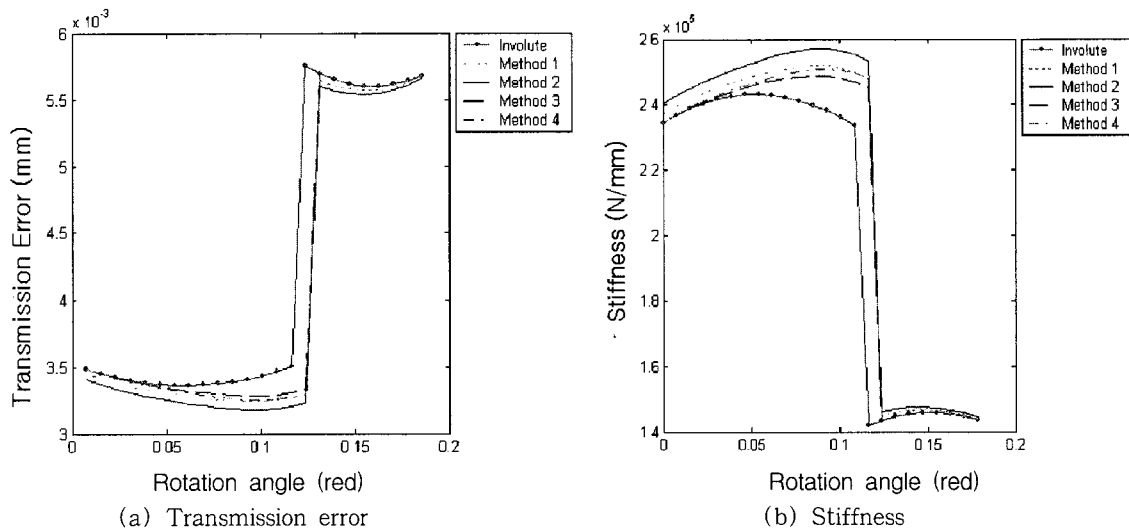 × 10⁻³
6
5.5
5
4.5
4
3.5
3
0
0.05
0.1
0.15
0.2
Transmission Error (mm)
Rotation angle (red)
Involute
Method 1
Method 2
Method 3
Method 4
(a) Transmission error
× 10⁵
2.6
2.4
2.2
2
1.8
1.6
1.4
0
0.05
0.1
0.15
0.2
Stiffness (N/mm)
Rotation angle (red)
Involute
Method 1
Method 2
Method 3
Method 4
(b) Stiffness